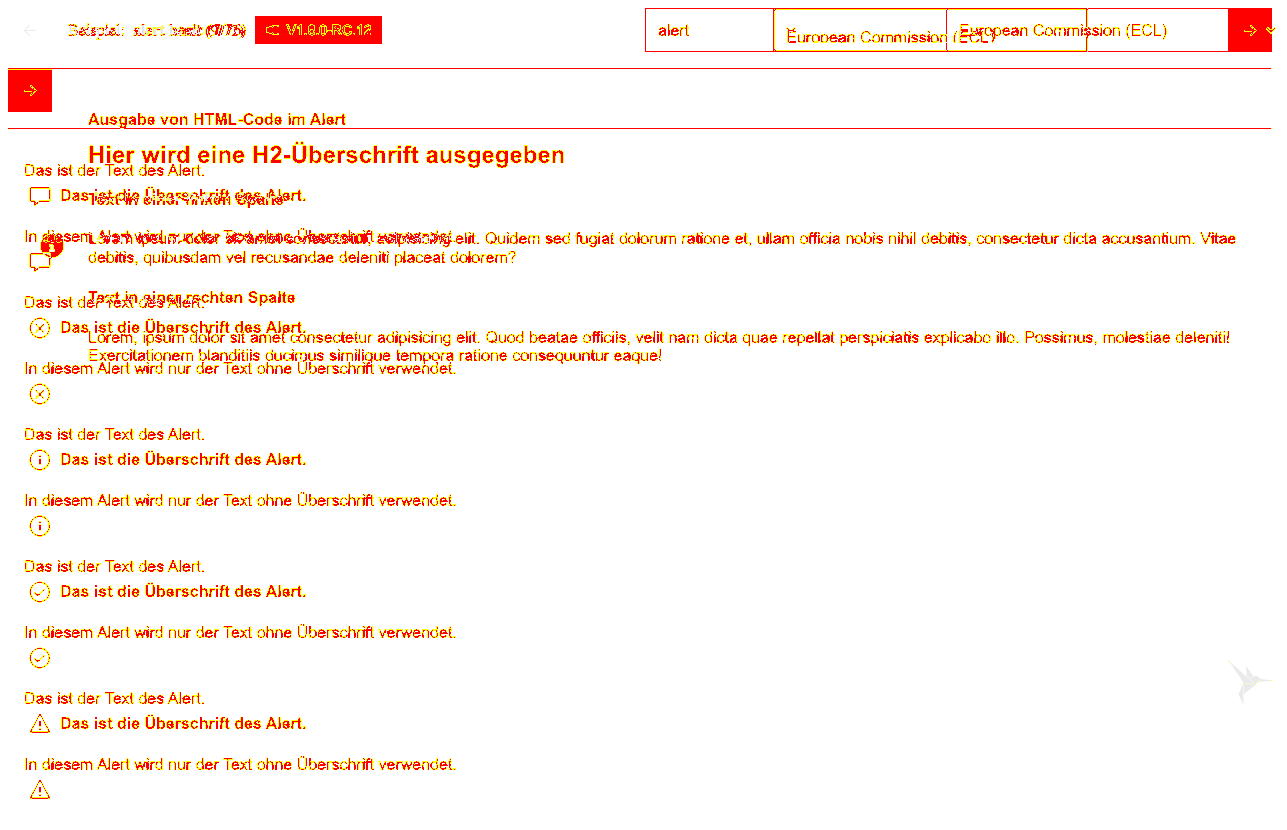 Beispiel: alert
V1.9.0-RC.12
alert
European Commission (ECL)
European Commission (ECL)
Ausgabe von HTML-Code im Alert
Hier wird eine H2-Überschrift ausgegeben
Das ist der Text des Alert.
Das ist die Überschrift des Alert.
Text in einer linken Spalte
In diesem Alert wird nur der Text ohne Überschrift verwendet.
Lorem ipsum dolor sit amet consectetur, adipisicing elit. Quidem sed fugiat dolorum ratione et, ullam officia nobis nihil debitis, consectetur dicta accusantium. Vitae
debitis, quibusdam vel recusandae deleniti placeat dolorem?
Text in einer rechten Spalte
Das ist der Text des Alert.
Das ist die Überschrift des Alert.
Lorem, ipsum dolor sit amet consectetur adipisicing elit. Quod beatae officiis, velit nam dicta quae repellat perspiciatis explicabo illo. Possimus, molestiae deleniti!
Exercitationem blanditiis ducimus similique tempora ratione consequuntur eaque!
In diesem Alert wird nur der Text ohne Überschrift verwendet.
Das ist der Text des Alert.
Das ist die Überschrift des Alert.
In diesem Alert wird nur der Text ohne Überschrift verwendet.
Das ist der Text des Alert.
Das ist die Überschrift des Alert.
In diesem Alert wird nur der Text ohne Überschrift verwendet.
Das ist der Text des Alert.
Das ist die Überschrift des Alert.
In diesem Alert wird nur der Text ohne Überschrift verwendet.